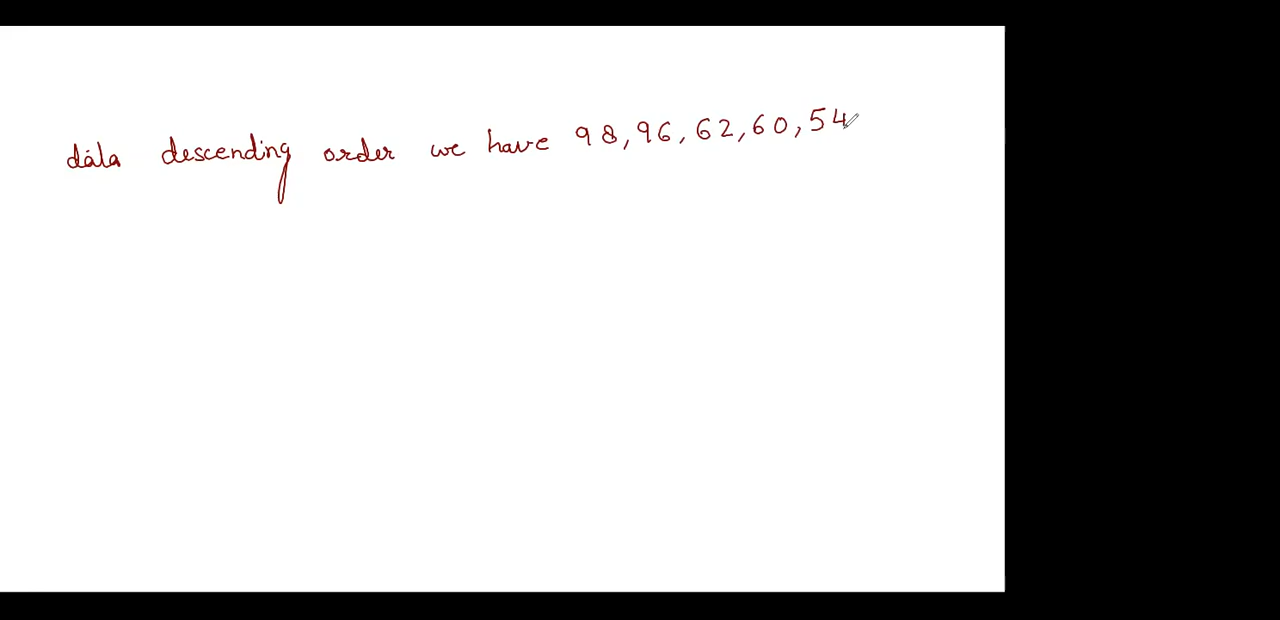 data descending order we have 98, 96, 62, 60, 54